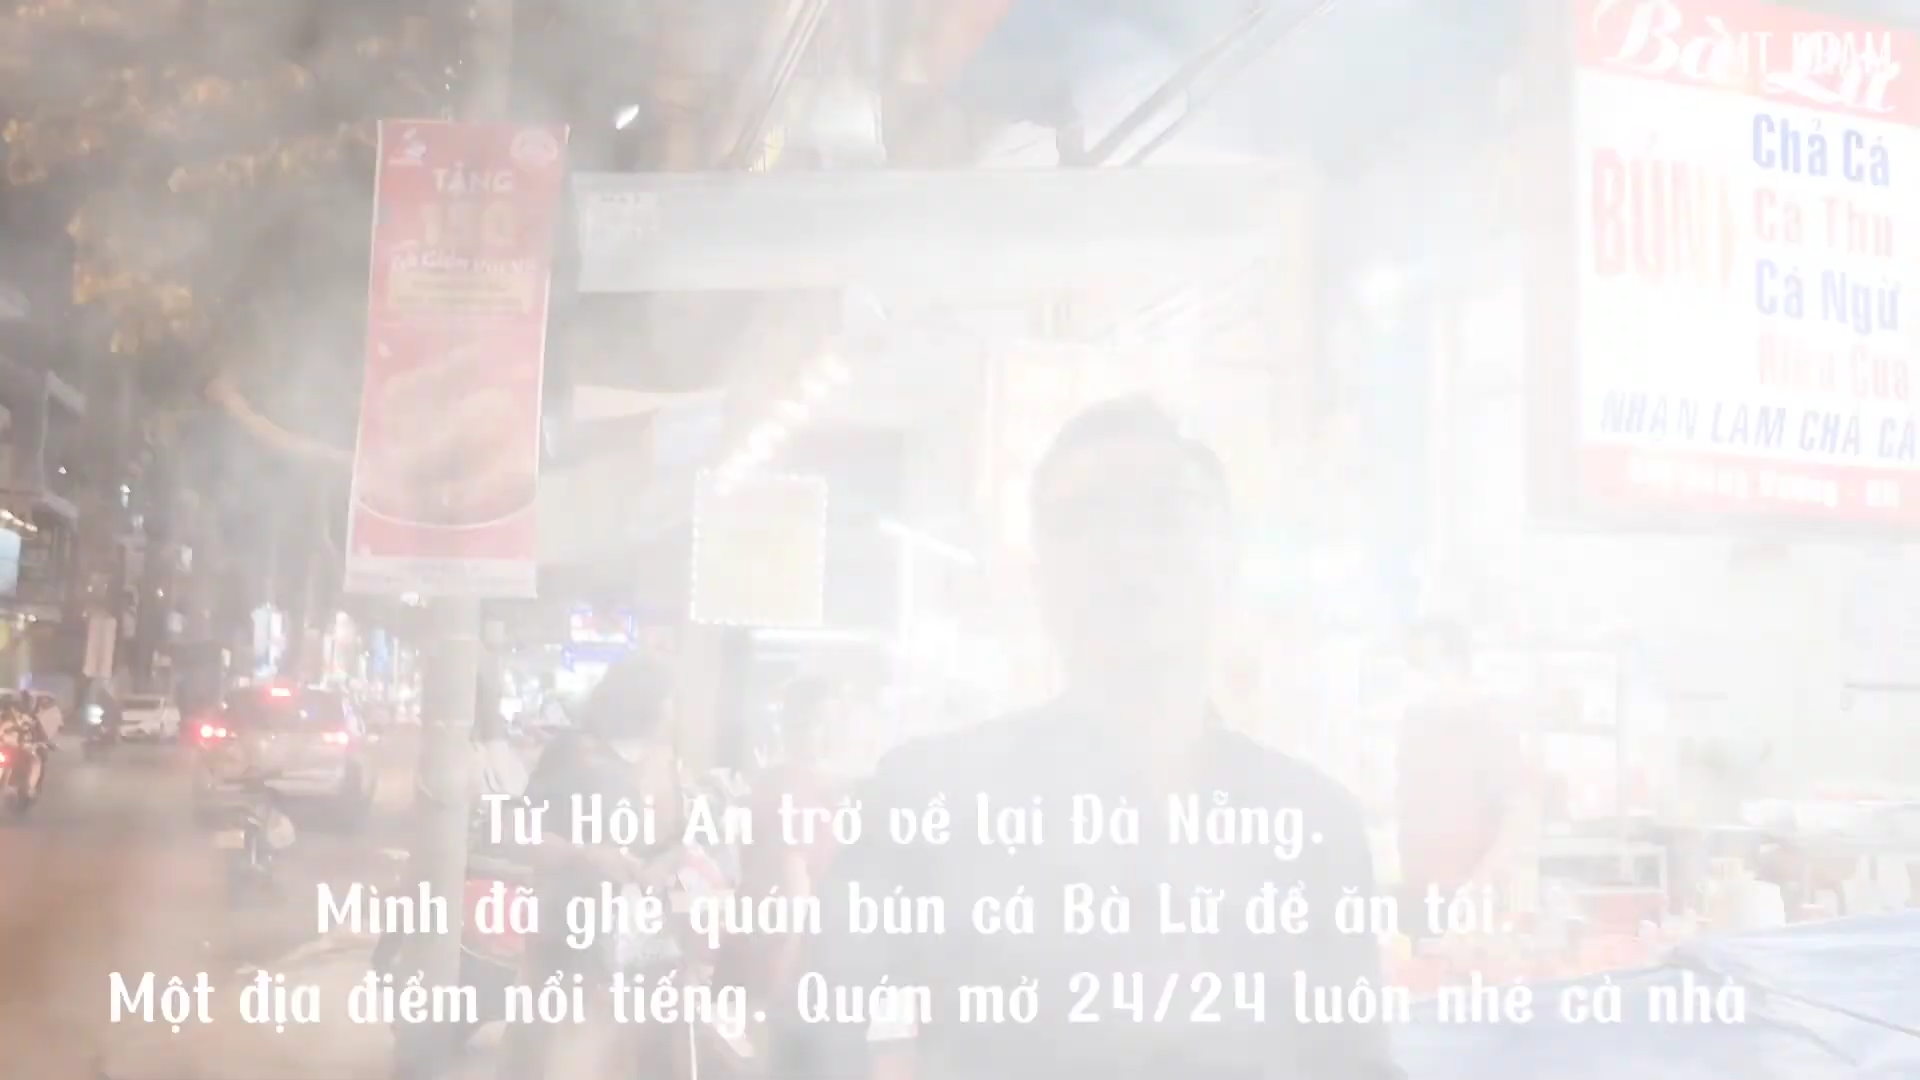 Bà Lữ
TẶNG
BÚN
Chả Cá
Cá Thu
Cá Ngừ
Riêu Cua
NHẬN LÀM CHẢ CÁ
Từ Hội An trở về lại Đà Nẵng.
Mình đã ghé quán bún cá Bà Lữ để ăn tối.
Một địa điểm nổi tiếng. Quán mở 24/24 luôn nhé cả nhà